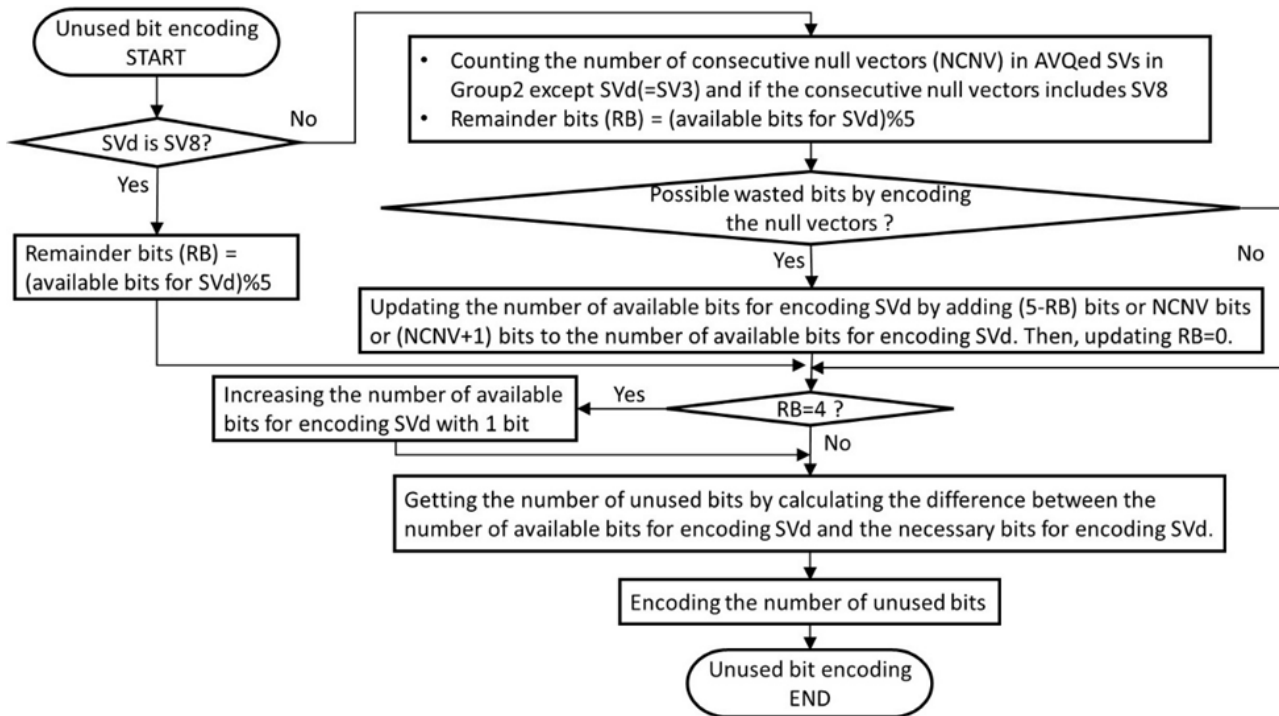 Unused bit encoding
START
SVd is SV8?
No
Yes
Remainder bits (RB) =
(available bits for SVd)%5
• Counting the number of consecutive null vectors (NCNV) in AVQed SVs in
Group2 except SVd(=SV3) and if the consecutive null vectors includes SV8
• Remainder bits (RB) = (available bits for SVd)%5
Possible wasted bits by encoding
the null vectors ?
No
Yes
Updating the number of available bits for encoding SVd by adding (5-RB) bits or NCNV bits
or (NCNV+1) bits to the number of available bits for encoding SVd. Then, updating RB=0.
RB=4 ?
Yes
Increasing the number of available
bits for encoding SVd with 1 bit
No
Getting the number of unused bits by calculating the difference between the
number of available bits for encoding SVd and the necessary bits for encoding SVd.
Encoding the number of unused bits
Unused bit encoding
END